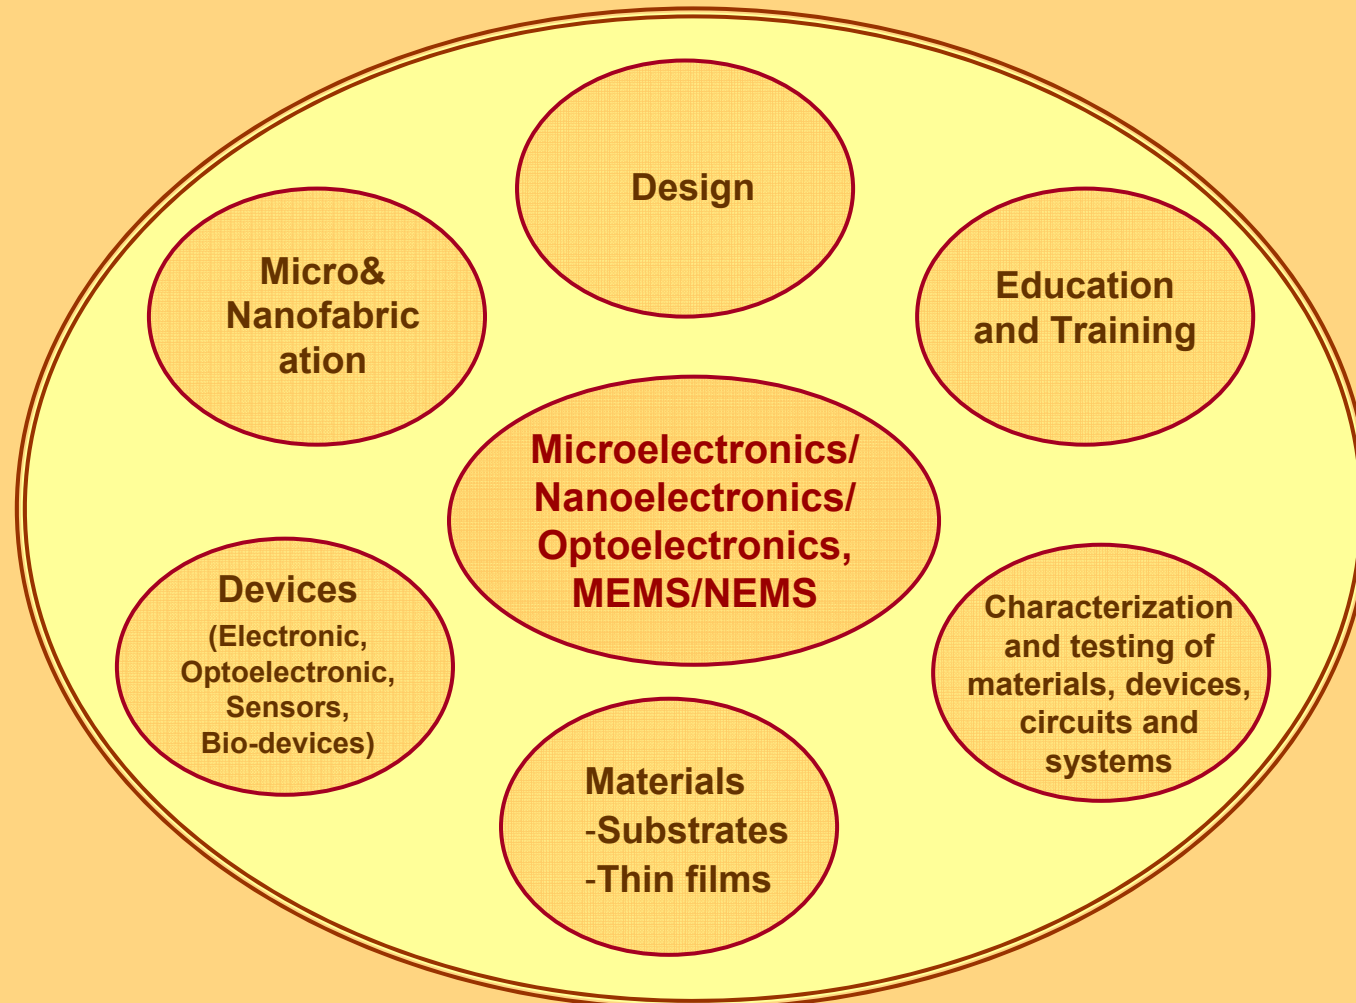 Design
Micro&
Nanofabric
ation
Education
and Training
Microelectronics/
Nanoelectronics/
Optoelectronics,
MEMS/NEMS
Devices
(Electronic,
Optoelectronic,
Sensors,
Bio-devices)
Characterization
and testing of
materials, devices,
circuits and
systems
Materials
-Substrates
-Thin films